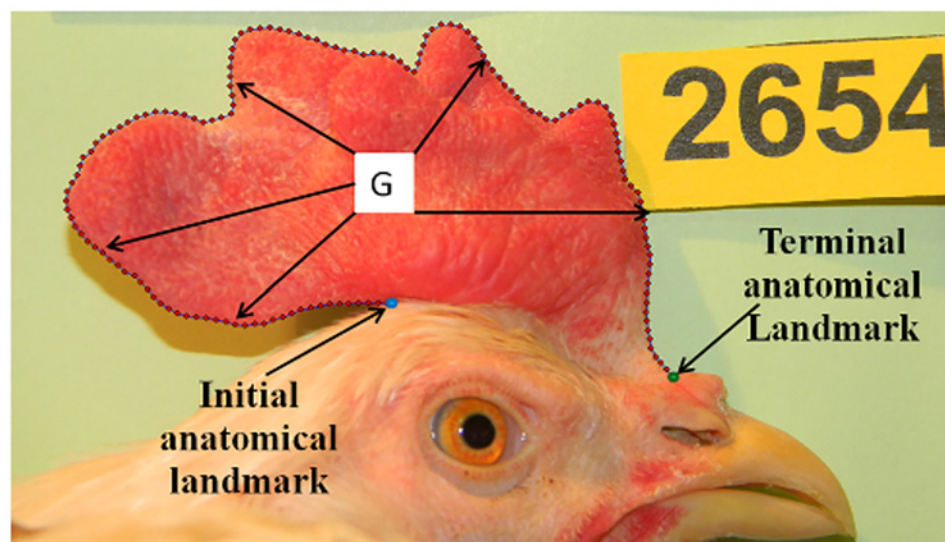 2654
G
Terminal
anatomical
Landmark
Initial
anatomical
landmark